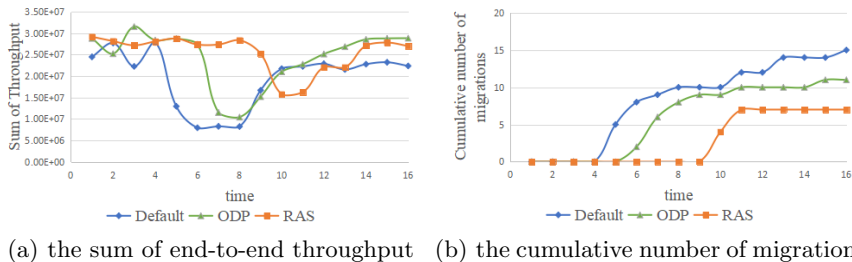 3.50E+07
3.00E+07
2.50E+07
2.00E+07
1.50E+07
1.00E+07
5.00E+06
0.00E+00
Sum of Throughput
0 2 4 6 8 10 12 14 16
time
Default ODP RAS
(a) the sum of end-to-end throughput
20
15
10
5
0
Cumulative number of
migrations
0 2 4 6 8 10 12 14 16
time
Default ODP RAS
(b) the cumulative number of migration